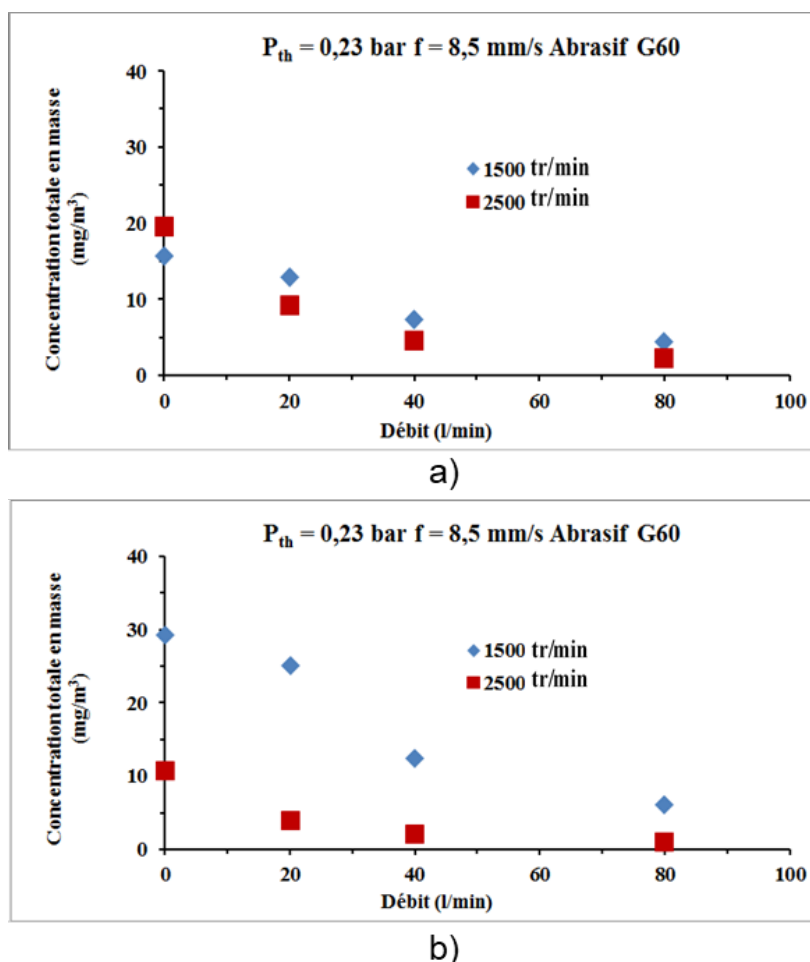 P_th = 0,23 bar f = 8,5 mm/s Abrasif G60
Concentration totale en masse
(mg/m³)
40
30
20
10
0
1500 tr/min
2500 tr/min
0 20 40 60 80 100
Débit (l/min)
a)
P_th = 0,23 bar f = 8,5 mm/s Abrasif G60
Concentration totale en masse
(mg/m³)
40
30
20
10
0
1500 tr/min
2500 tr/min
0 20 40 60 80 100
Débit (l/min)
b)